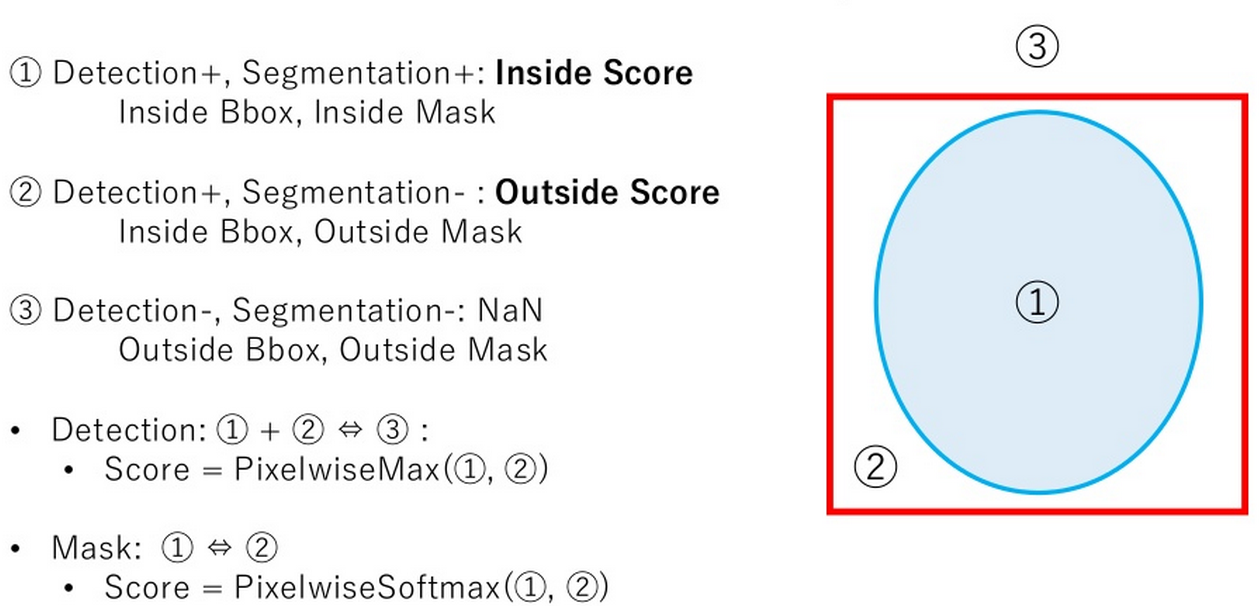 ① Detection+, Segmentation+: Inside Score
Inside Bbox, Inside Mask
② Detection+, Segmentation- : Outside Score
Inside Bbox, Outside Mask
③ Detection-, Segmentation-: NaN
Outside Bbox, Outside Mask
• Detection: ① + ② ⇔ ③ :
• Score = PixelwiseMax(①, ②)
• Mask: ① ⇔ ②
• Score = PixelwiseSoftmax(①, ②)
③
①
②